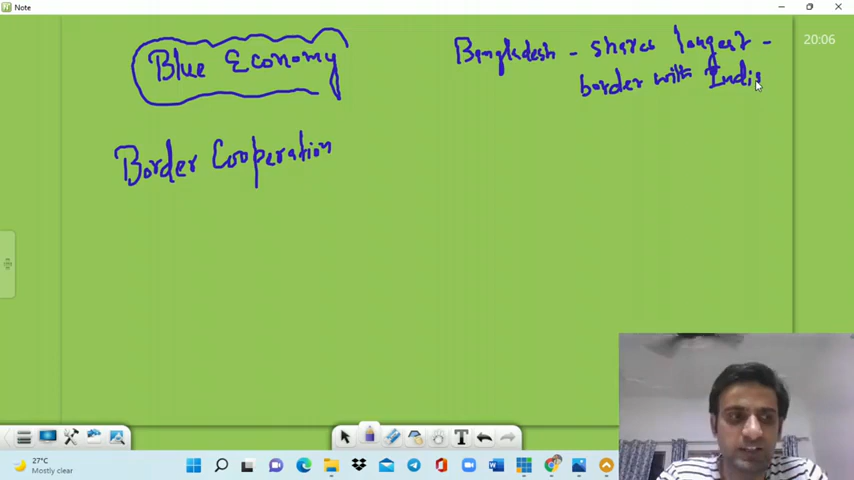 Note
Blue Economy
Bangladesh - shares longest -
border with India
20:06
Border Cooperation
27°C
Mostly clear